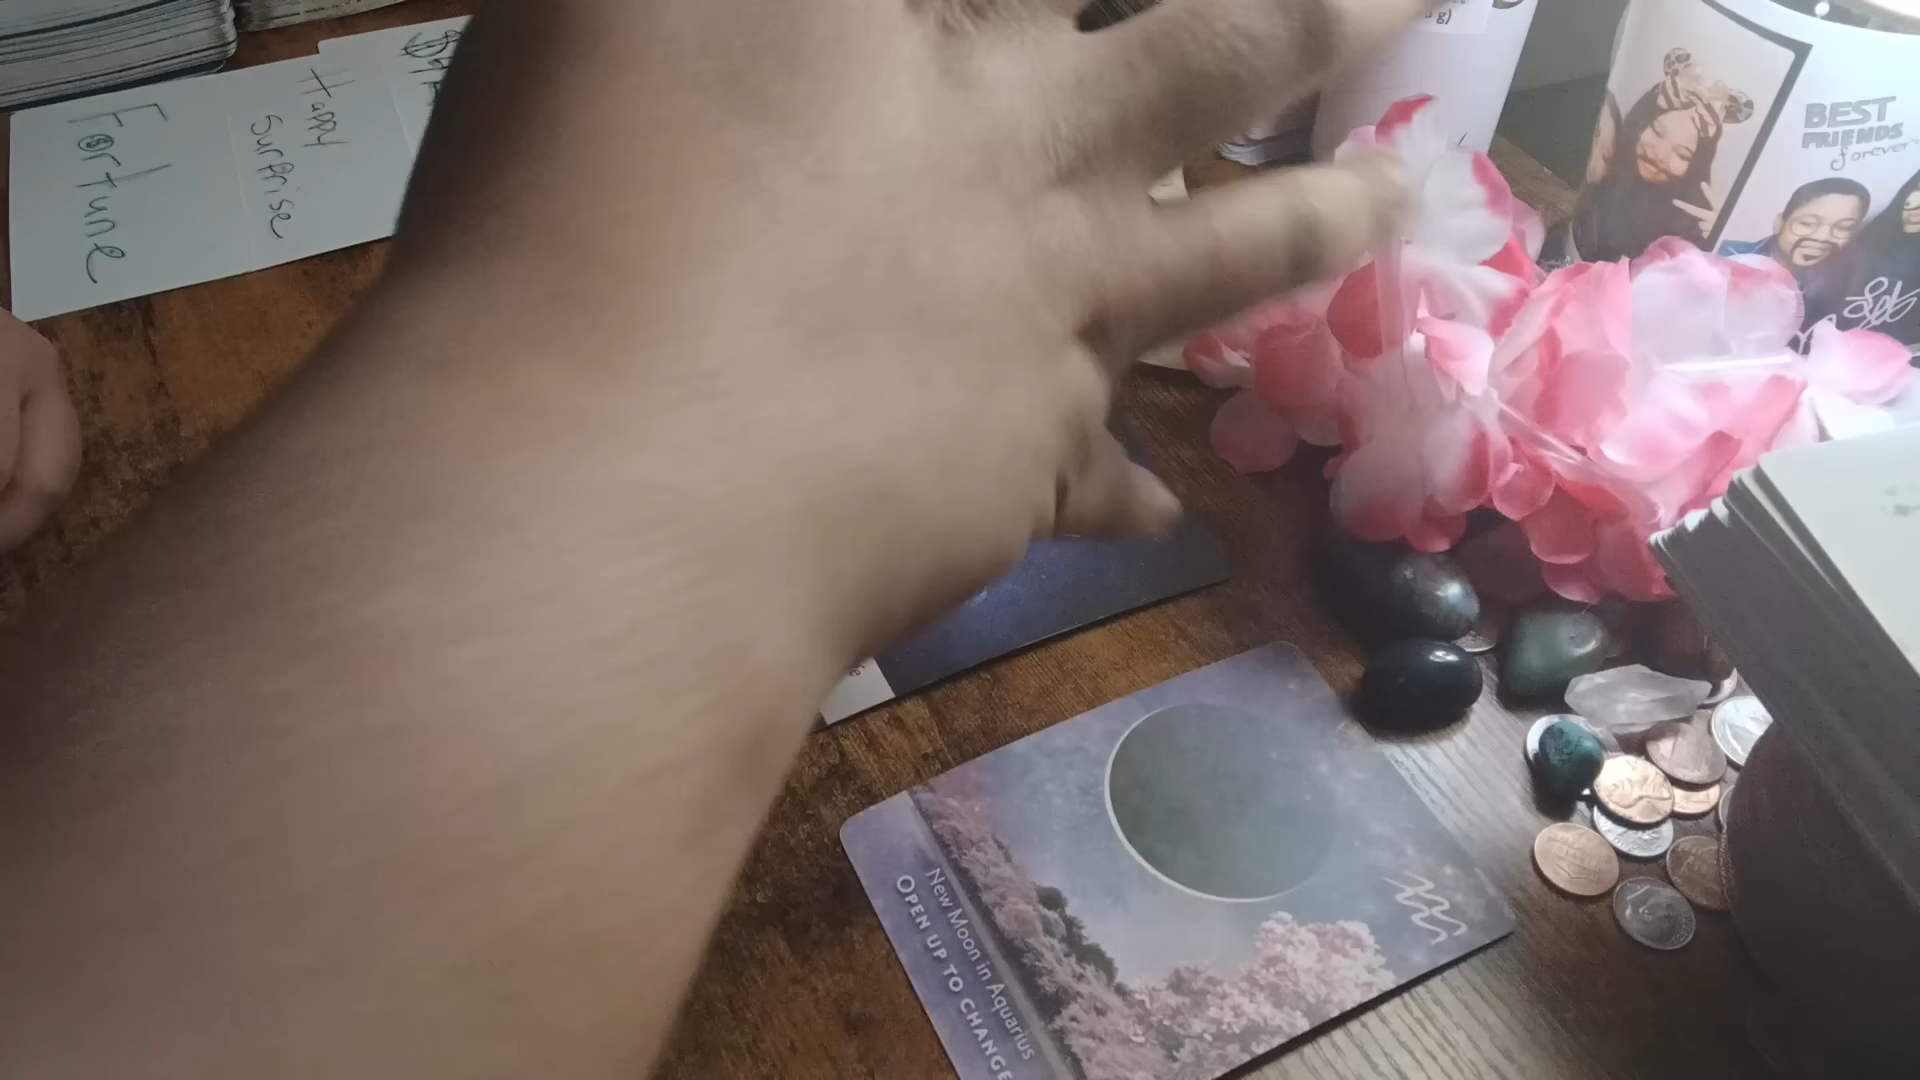 Fortune
Happy
Surprise
g)
BEST
FRIENDS
forever
New Moon in Aquarius
OPEN UP TO CHANGE